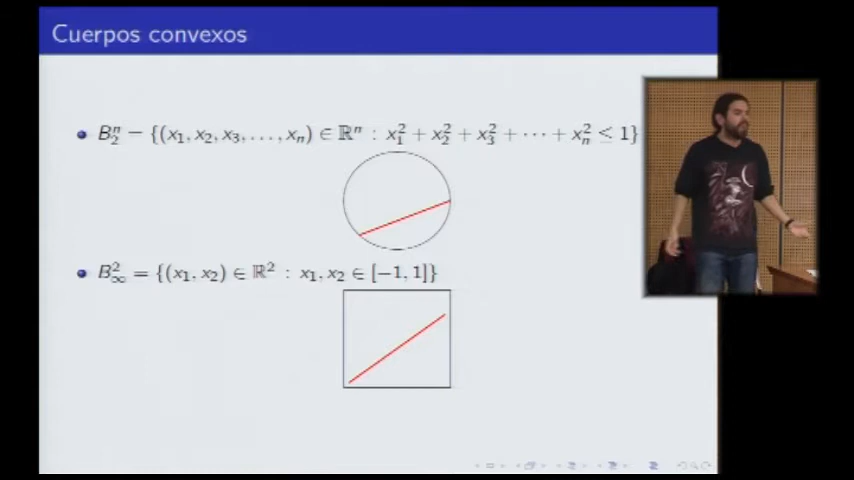 Cuerpos convexos
B₂ⁿ = {(x₁, x₂, x₃, ..., xₙ) ∈ ℝⁿ : x₁² + x₂² + x₃² + ··· + xₙ² ≤ 1}
B∞² = {(x₁, x₂) ∈ ℝ² : x₁, x₂ ∈ [−1, 1]}